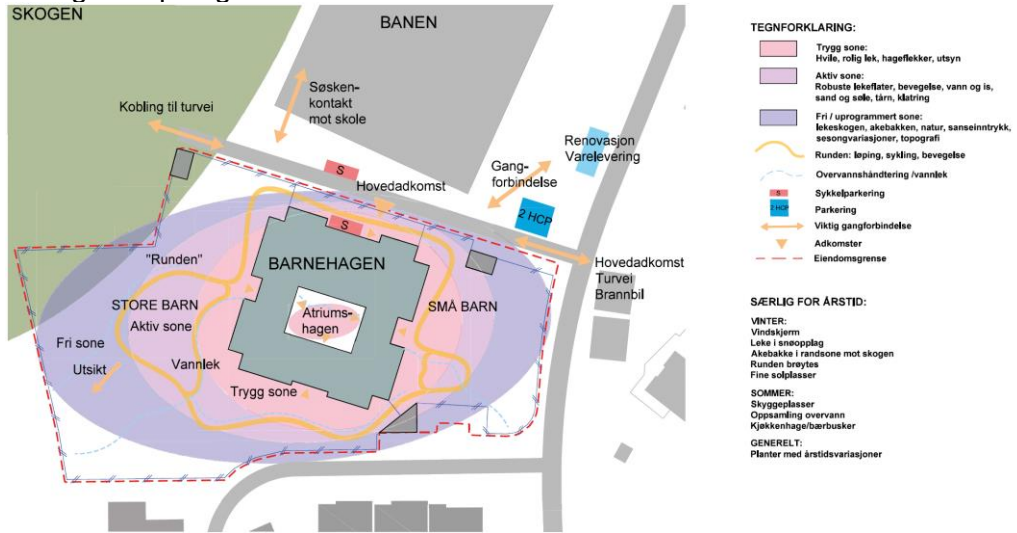 SKOGEN
BANEN
Kobling til turvei
Søsken-
kontakt
mot skole
Renovasjon
Varelevering
Gang-
forbindelse
S
Hovedadkomst
2 HCP
S
"Runden"
BARNEHAGEN
Hovedadkomst
Turvei
Brannbil
STORE BARN
SMÅ BARN
Atriums-
hagen
Aktiv sone
Fri sone
Vannlek
Utsikt
Trygg sone
TEGNFORKLARING:
Trygg sone:
Hvile, rolig lek, hageflekker, utsyn
Aktiv sone:
Robuste lekeflater, bevegelse, vann og is,
sand og søle, tårn, klatring
Fri / uprogrammert sone:
lekeskogen, akebakken, natur, sanseinntrykk,
sesongvariasjoner, topografi
Runden: løping, sykling, bevegelse
Overvannshåndtering /vannlek
S
Sykkelparkering
2 HCP
Parkering
Viktig gangforbindelse
Adkomster
Eiendomsgrense
SÆRLIG FOR ÅRSTID:
VINTER:
Vindskjerm
Leke i snøopplag
Akebakke i randsone mot skogen
Runden brøytes
Fine solplasser
SOMMER:
Skyggeplasser
Oppsamling overvann
Kjøkkenhage/bærbusker
GENERELT:
Planter med årstidsvariasjoner